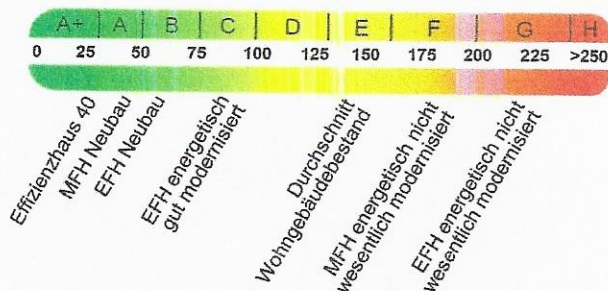 A+ A B C D E F G H
0 25 50 75 100 125 150 175 200 225 >250
Effizienzhaus 40
MFH Neubau
EFH Neubau
EFH energetisch
gut modernisiert
Durchschnitt
Wohngebäudebestand
MFH energetisch nicht
wesentlich modernisiert
EFH energetisch nicht
wesentlich modernisiert